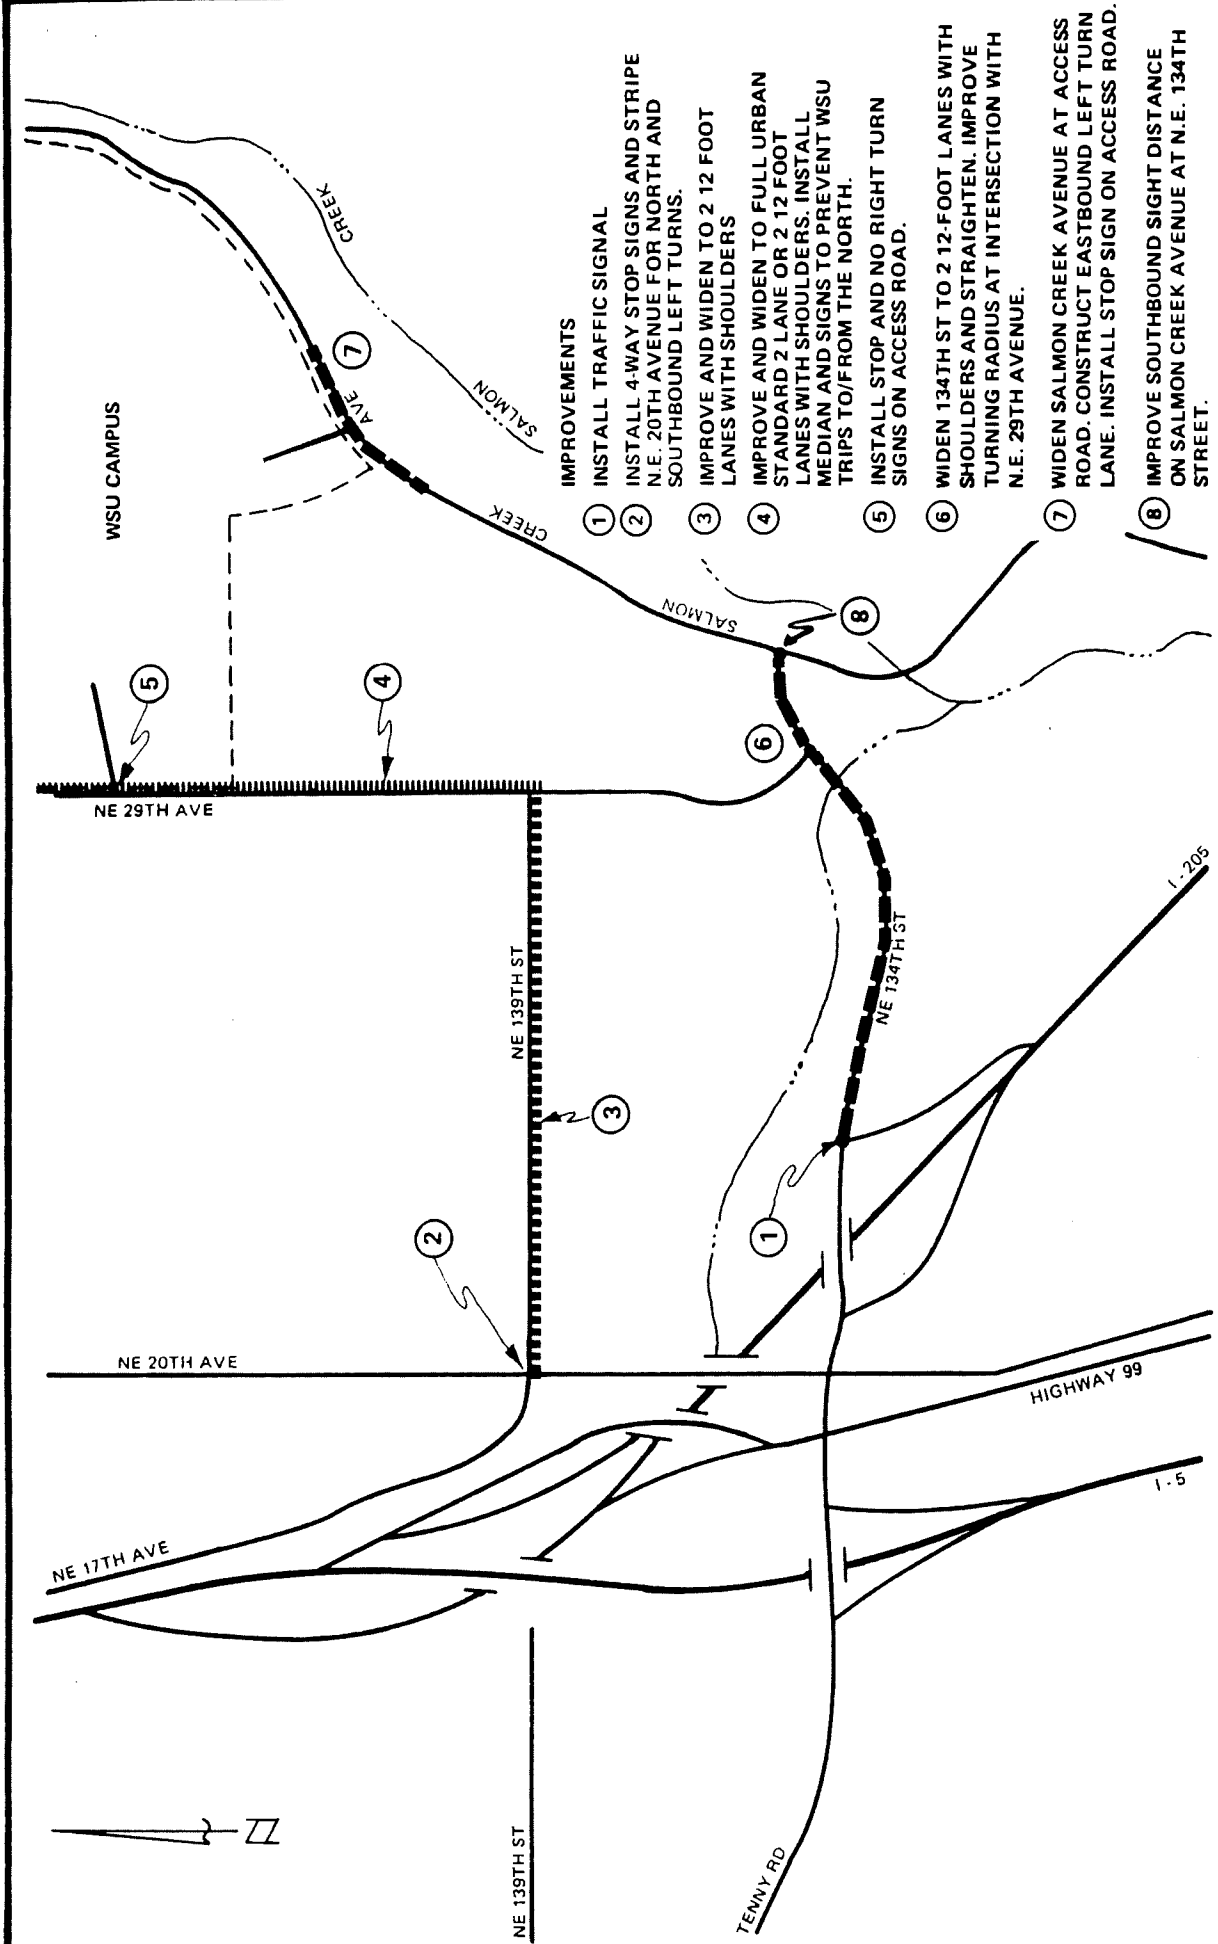 WSU CAMPUS
CREEK
SALMON
AVE
CREEK
SALMON
NE 29TH AVE
NE 139TH ST
NE 134TH ST
I - 205
NE 20TH AVE
NE 17TH AVE
HIGHWAY 99
I - 5
NE 139TH ST
TENNY RD
1
2
3
4
5
6
7
8
IMPROVEMENTS
1 INSTALL TRAFFIC SIGNAL
2 INSTALL 4-WAY STOP SIGNS AND STRIPE
N.E. 20TH AVENUE FOR NORTH AND
SOUTHBOUND LEFT TURNS.
3 IMPROVE AND WIDEN TO 2 12 FOOT
LANES WITH SHOULDERS
4 IMPROVE AND WIDEN TO FULL URBAN
STANDARD 2 LANE OR 2 12 FOOT
LANES WITH SHOULDERS. INSTALL
MEDIAN AND SIGNS TO PREVENT WSU
TRIPS TO/FROM THE NORTH.
5 INSTALL STOP AND NO RIGHT TURN
SIGNS ON ACCESS ROAD.
6 WIDEN 134TH ST TO 2 12-FOOT LANES WITH
SHOULDERS AND STRAIGHTEN. IMPROVE
TURNING RADIUS AT INTERSECTION WITH
N.E. 29TH AVENUE.
7 WIDEN SALMON CREEK AVENUE AT ACCESS
ROAD. CONSTRUCT EASTBOUND LEFT TURN
LANE. INSTALL STOP SIGN ON ACCESS ROAD.
8 IMPROVE SOUTHBOUND SIGHT DISTANCE
ON SALMON CREEK AVENUE AT N.E. 134TH
STREET.